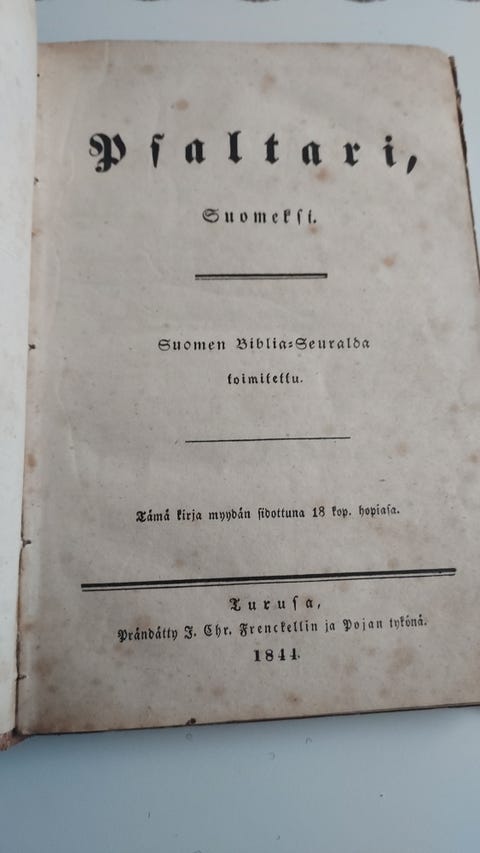 Psaltari,
Suomeksi.
Suomen Biblia-Seuralda
toimitettu.
Tämä kirja myydän sidottuna 18 kop. hopiasa.
Turusa,
Prändätty J. Chr. Frenckellin ja Pojan tykönä.
1844.